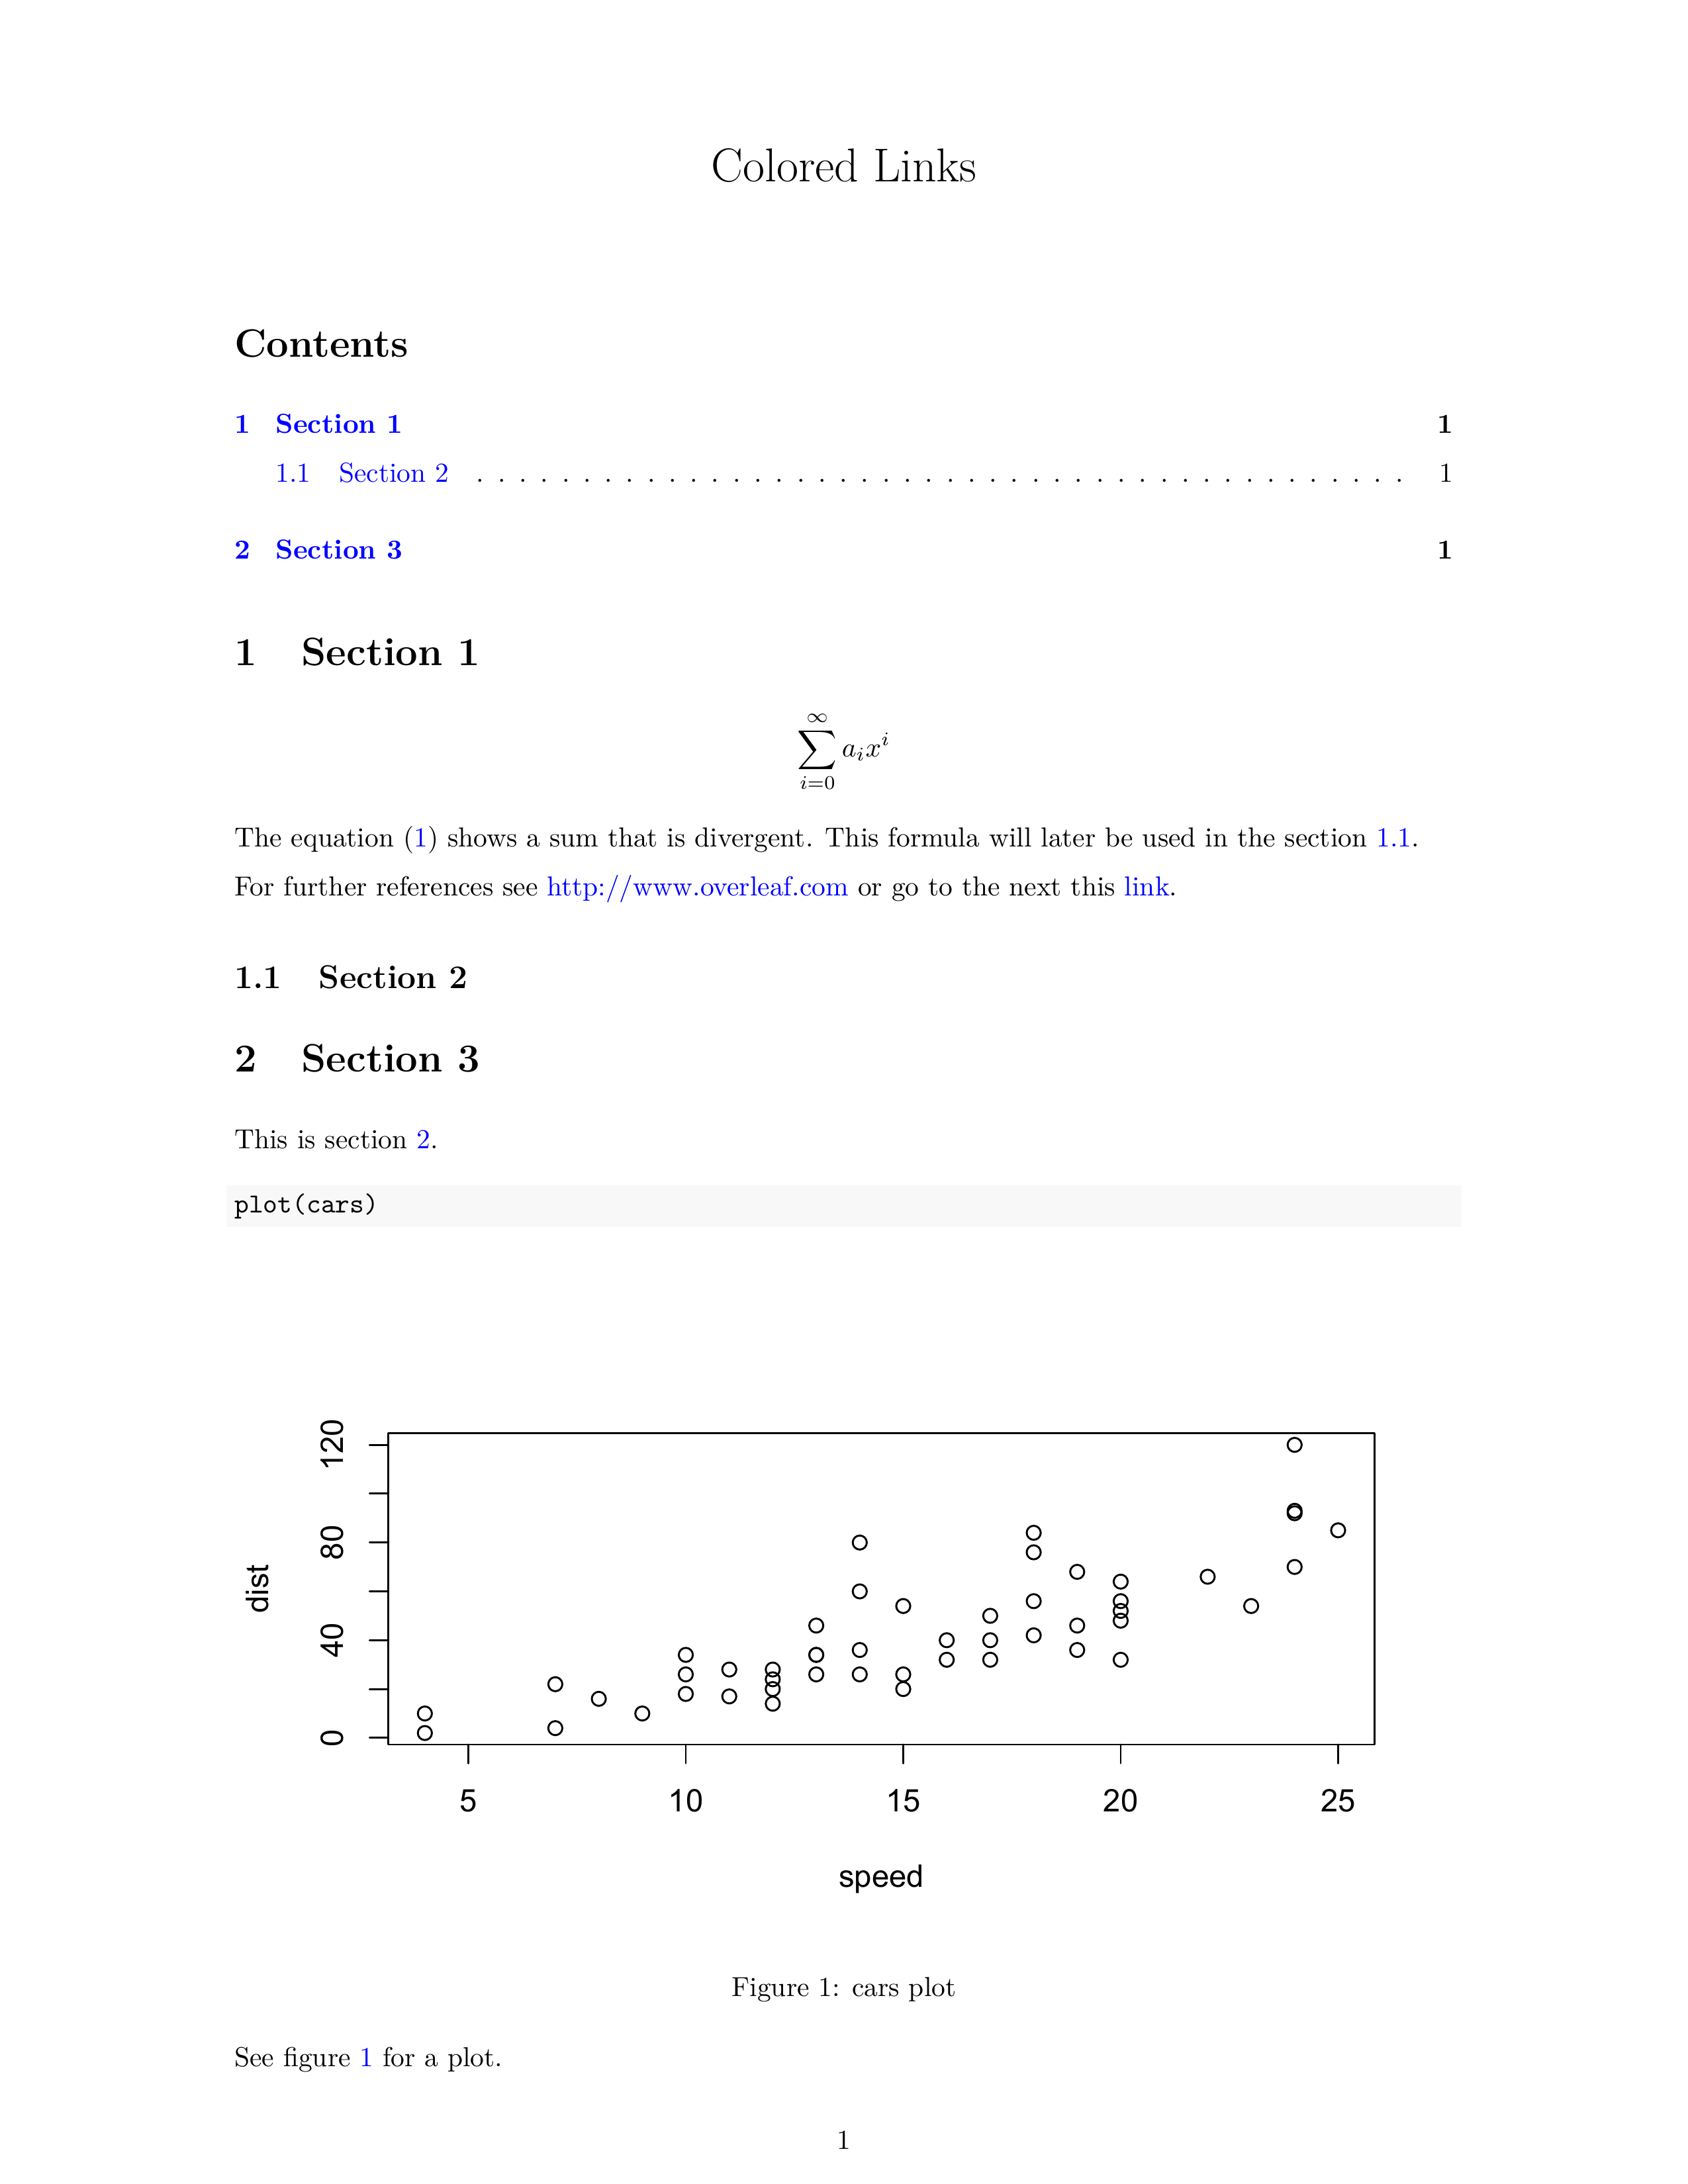 Colored Links
Contents
1 Section 1 1
1.1 Section 2 . . . . . . . . . . . . . . . . . . . . . . . . . . . . . . . . . . . . . . . . . . . . 1
2 Section 3 1
1 Section 1
∞
∑ aᵢxⁱ
i=0
The equation (1) shows a sum that is divergent. This formula will later be used in the section 1.1.
For further references see http://www.overleaf.com or go to the next this link.
1.1 Section 2
2 Section 3
This is section 2.
plot(cars)
120
80
40
0
dist
5 10 15 20 25
speed
Figure 1: cars plot
See figure 1 for a plot.
1